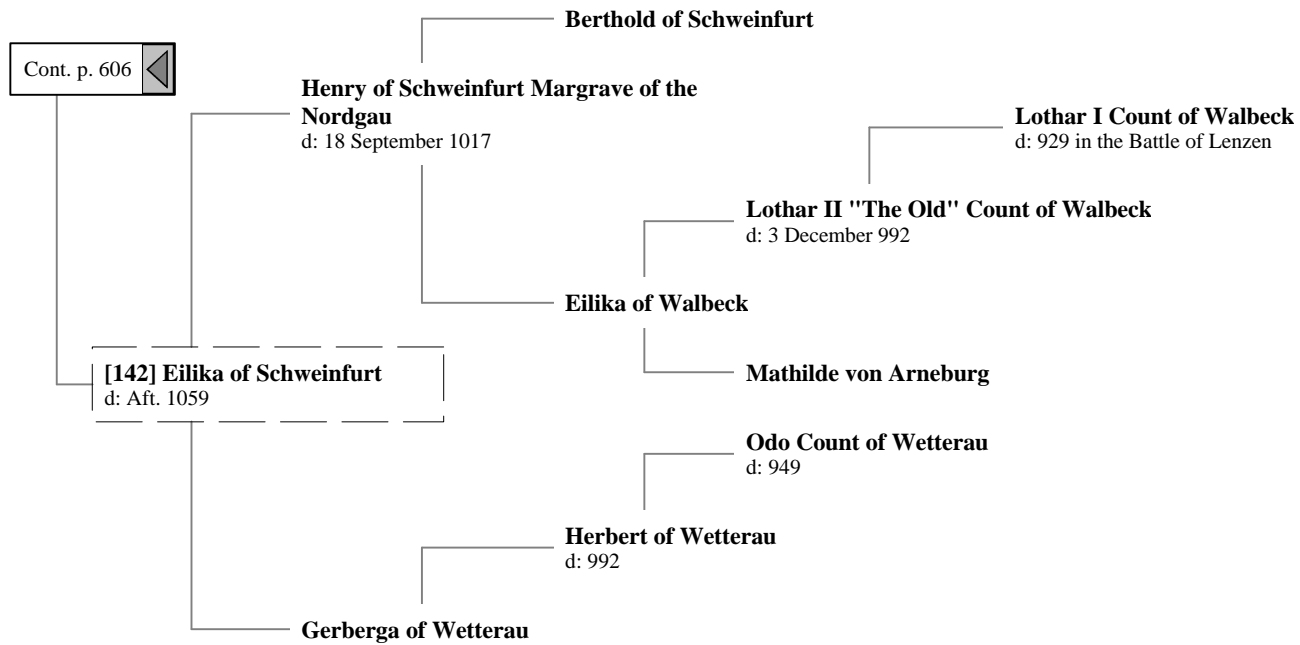 Berthold of Schweinfurt
Cont. p. 606
Henry of Schweinfurt Margrave of the
Nordgau
d: 18 September 1017
Lothar I Count of Walbeck
d: 929 in the Battle of Lenzen
Lothar II "The Old" Count of Walbeck
d: 3 December 992
Eilika of Walbeck
[142] Eilika of Schweinfurt
d: Aft. 1059
Mathilde von Arneburg
Odo Count of Wetterau
d: 949
Herbert of Wetterau
d: 992
Gerberga of Wetterau